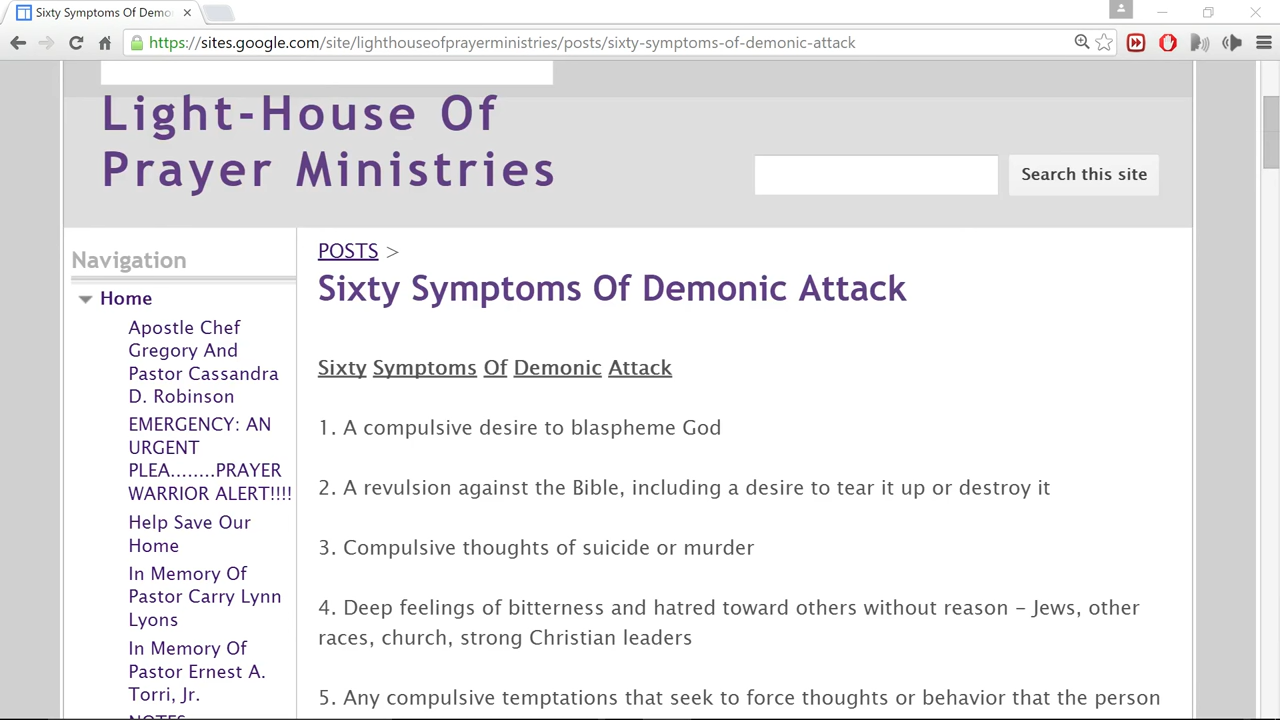 Sixty Symptoms Of Demo
https://sites.google.com/site/lighthouseofprayerministries/posts/sixty-symptoms-of-demonic-attack
Light-House Of
Prayer Ministries
Search this site
Navigation
Home
Apostle Chef
Gregory And
Pastor Cassandra
D. Robinson
EMERGENCY: AN
URGENT
PLEA........PRAYER
WARRIOR ALERT!!!!
Help Save Our
Home
In Memory Of
Pastor Carry Lynn
Lyons
In Memory Of
Pastor Ernest A.
Torri, Jr.
NOTES
POSTS >
Sixty Symptoms Of Demonic Attack
Sixty Symptoms Of Demonic Attack
1. A compulsive desire to blaspheme God
2. A revulsion against the Bible, including a desire to tear it up or destroy it
3. Compulsive thoughts of suicide or murder
4. Deep feelings of bitterness and hatred toward others without reason – Jews, other
races, church, strong Christian leaders
5. Any compulsive temptations that seek to force thoughts or behavior that the person